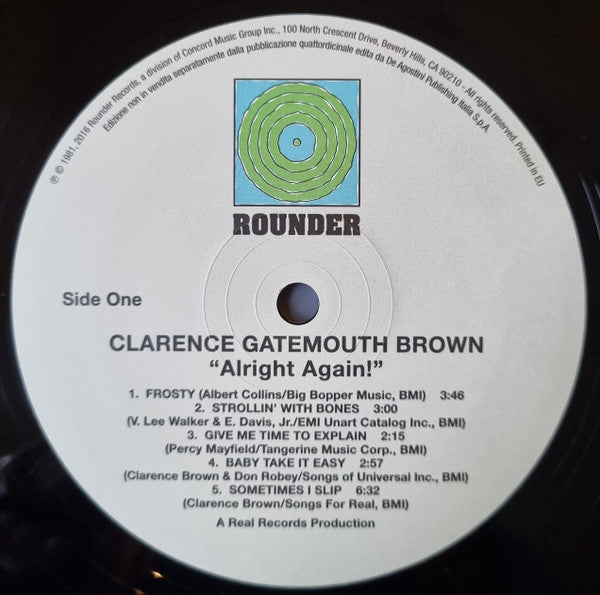 ℗ © 1981, 2016 Rounder Records, a division of Concord Music Group Inc., 100 North Crescent Drive, Beverly Hills, CA 90210 - All rights reserved. Printed in EU
Edizione non in vendita separatamente dalla pubblicazione quattordicinale edita da De Agostini Publishing Italia S.p.A.
ROUNDER
Side One
CLARENCE GATEMOUTH BROWN
“Alright Again!”
1. FROSTY (Albert Collins/Big Bopper Music, BMI) 3:46
2. STROLLIN' WITH BONES 3:00
(V. Lee Walker & E. Davis, Jr./EMI Unart Catalog Inc., BMI)
3. GIVE ME TIME TO EXPLAIN 2:15
(Percy Mayfield/Tangerine Music Corp., BMI)
4. BABY TAKE IT EASY 2:57
(Clarence Brown & Don Robey/Songs of Universal Inc., BMI)
5. SOMETIMES I SLIP 6:32
(Clarence Brown/Songs For Real, BMI)
A Real Records Production